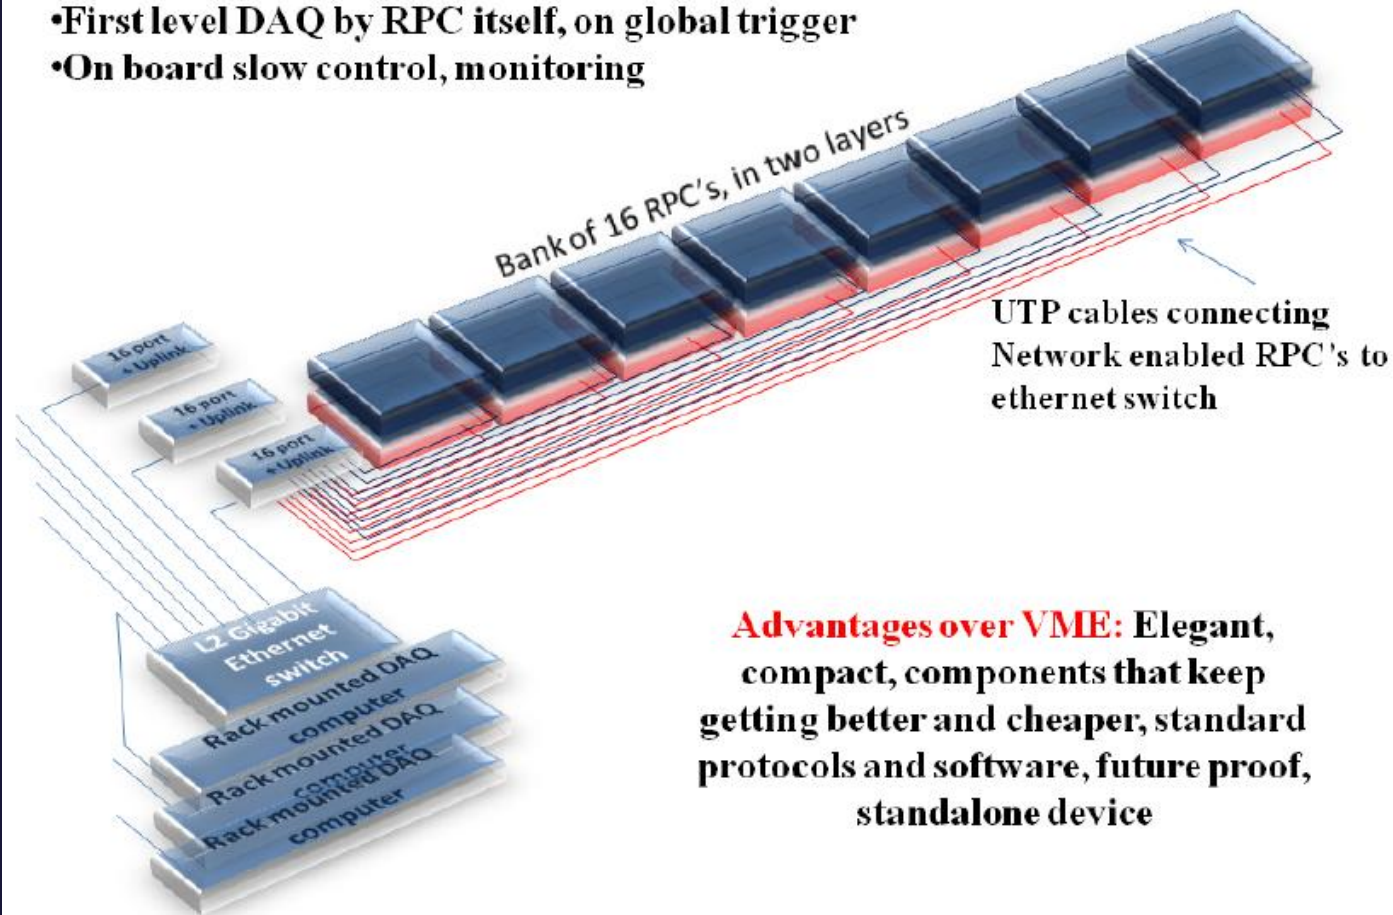 •First level DAQ by RPC itself, on global trigger
•On board slow control, monitoring
Bank of 16 RPC's, in two layers
UTP cables connecting
Network enabled RPC's to
ethernet switch
16 port
+ Uplink
16 port
+ Uplink
16 port
+ Uplink
L2 Gigabit
Ethernet
switch
Rack mounted DAQ
computer
Rack mounted DAQ
computer
Rack mounted DAQ
computer
Advantages over VME: Elegant,
compact, components that keep
getting better and cheaper, standard
protocols and software, future proof,
standalone device